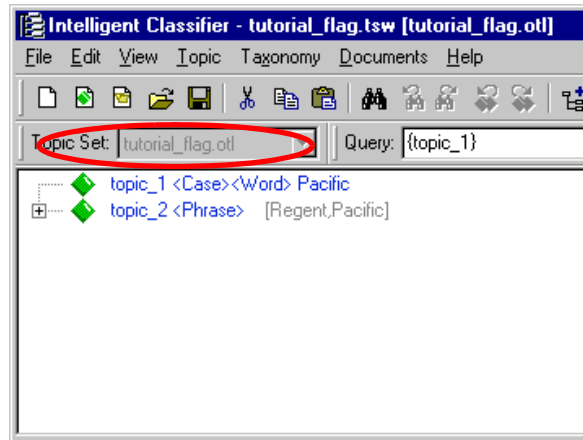 Intelligent Classifier - tutorial_flag.tsw [tutorial_flag.otl]
File Edit View Topic Taxonomy Documents Help
Topic Set: tutorial_flag.otl Query: {topic_1}
topic_1 <Case><Word> Pacific
topic_2 <Phrase> [Regent,Pacific]